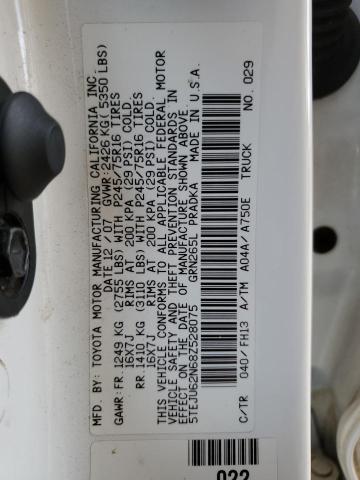 MFD. BY: TOYOTA MOTOR MANUFACTURING CALIFORNIA INC.
DATE 12 / 07 GVWR: 2426 KG( 5350 LBS)
GAWR: FR. 1249 KG (2755 LBS) WITH P245/75R16 TIRES
16X7J RIMS AT 200 KPA (29 PSI) COLD.
RR. 1410 KG (3110 LBS) WITH P245/75R16 TIRES
16X7J RIMS AT 200 KPA (29 PSI) COLD.
THIS VEHICLE CONFORMS TO ALL APPLICABLE FEDERAL MOTOR
VEHICLE SAFETY AND THEFT PREVENTION STANDARDS IN
EFFECT ON THE DATE OF MANUFACTURE SHOWN ABOVE.
5TEJU62N68Z528075 GRN265L PRADKA MADE IN U.S.A.
C/TR 040/ FH13 A/TM A04A/ A750E TRUCK NO. 029
022